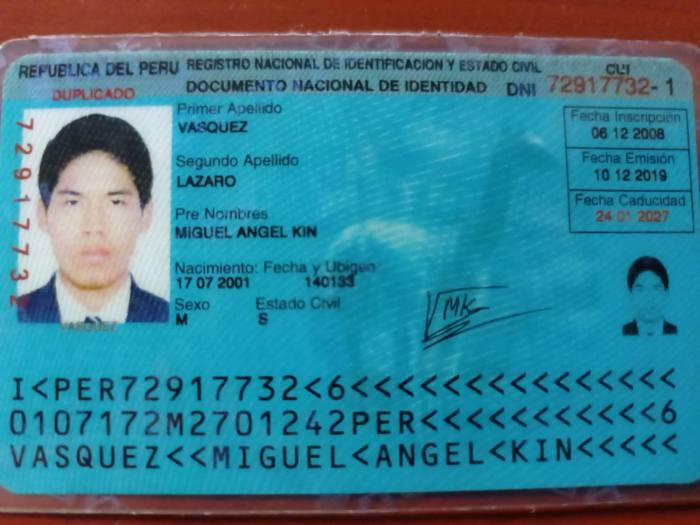 REPUBLICA DEL PERU REGISTRO NACIONAL DE IDENTIFICACION Y ESTADO CIVIL
DUPLICADO
DOCUMENTO NACIONAL DE IDENTIDAD DNI 72917732-1
CUI
72917732
Primer Apellido
VASQUEZ
Segundo Apellido
LAZARO
Pre Nombres
MIGUEL ANGEL KIN
Nacimiento: Fecha y Ubigeo
17 07 2001 140133
Sexo Estado Civil
M S
Fecha Inscripción
06 12 2008
Fecha Emisión
10 12 2019
Fecha Caducidad
24 01 2027
VASQUEZ
VMK
I<PER72917732<6<<<<<<<<<<<<<<<
0107172M2701242PER<<<<<<<<<<<6
VASQUEZ<<MIGUEL<ANGEL<KIN<<<<<